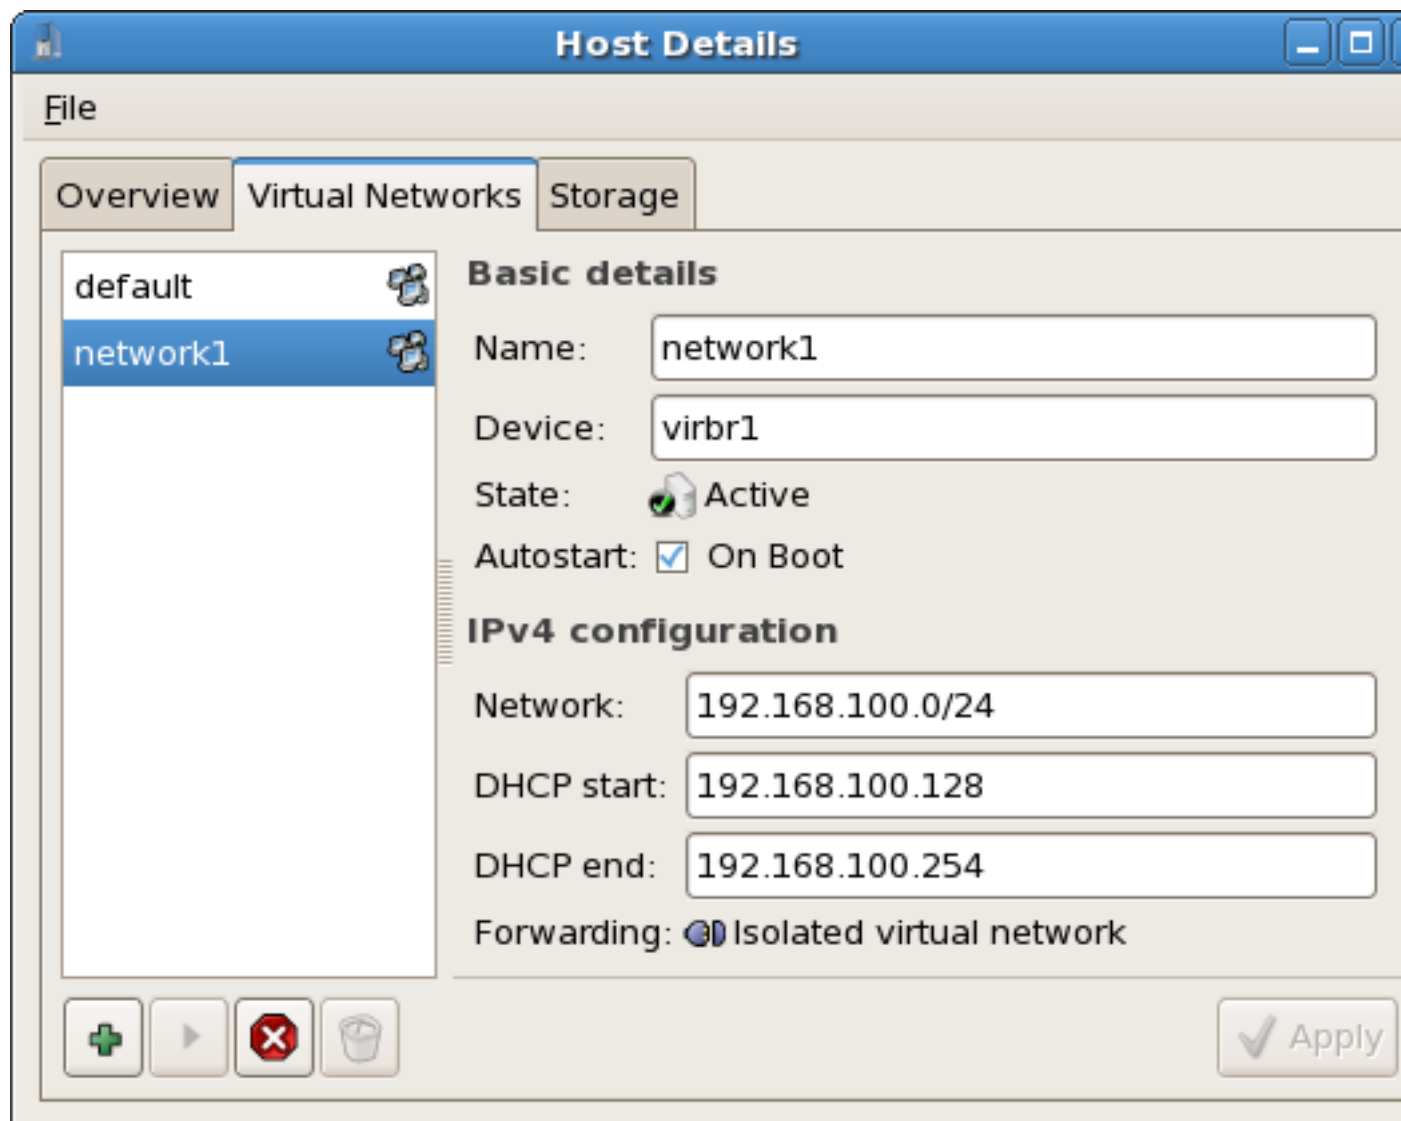 Host Details
File
Overview Virtual Networks Storage
default
network1
Basic details
Name: network1
Device: virbr1
State: Active
Autostart: On Boot
IPv4 configuration
Network: 192.168.100.0/24
DHCP start: 192.168.100.128
DHCP end: 192.168.100.254
Forwarding: Isolated virtual network
Apply